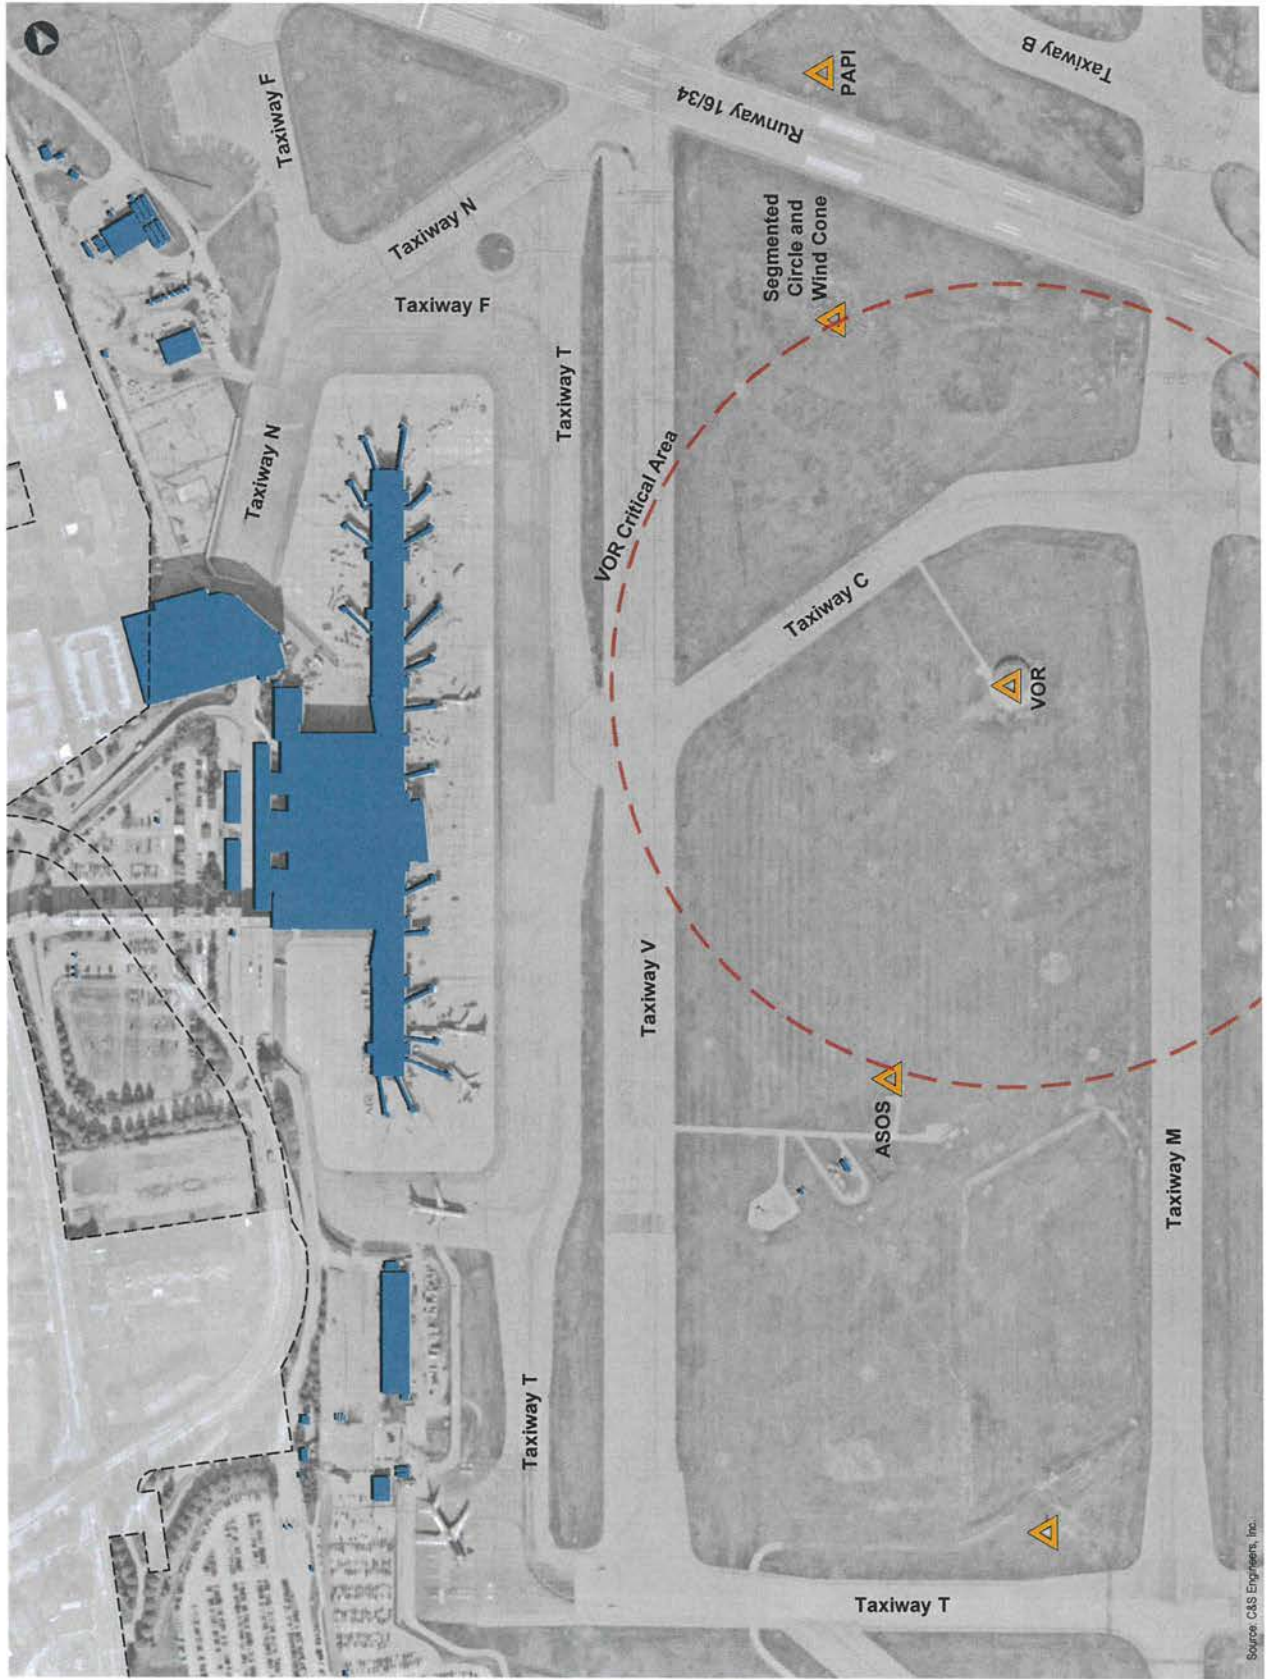 Taxiway F
Taxiway N
Taxiway F
Taxiway N
Taxiway T
Runway 16/34
PAPI
Taxiway B
Segmented
Circle and
Wind Cone
VOR Critical Area
Taxiway C
VOR
Taxiway V
ASOS
Taxiway M
Taxiway T
Taxiway T
Source: C&S Engineers, Inc.